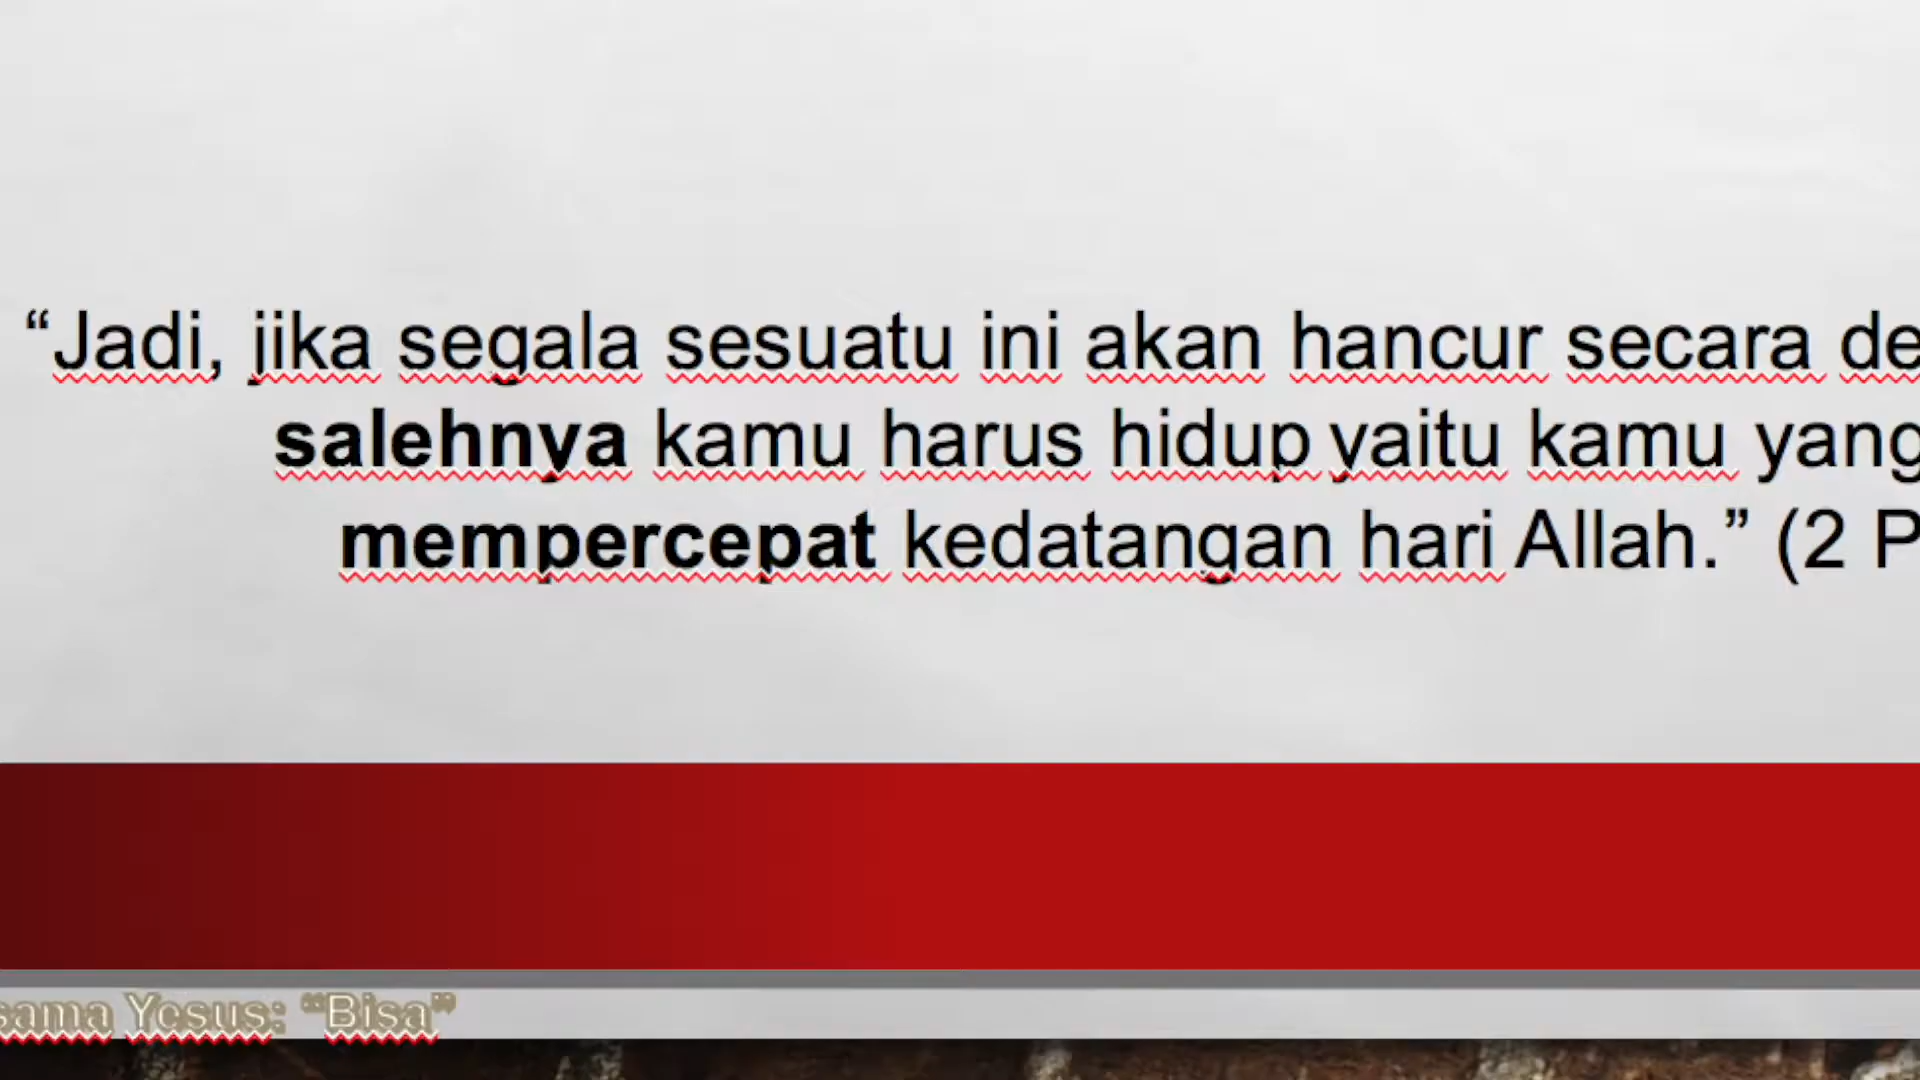 “Jadi, jika segala sesuatu ini akan hancur secara
salehnya kamu harus hidup yaitu kamu yang
mempercepat kedatangan hari Allah.” (2
sama Yesus: “Bisa”